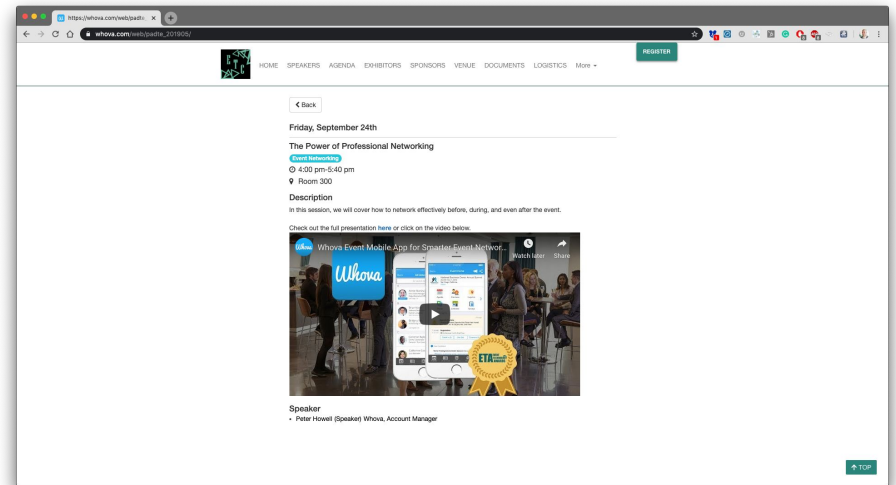 https://whova.com/web/padte_
whova.com/web/padte_201905/
REGISTER
CTC
HOME SPEAKERS AGENDA EXHIBITORS SPONSORS VENUE DOCUMENTS LOGISTICS More
Back
Friday, September 24th
The Power of Professional Networking
Event Networking
4:00 pm-5:40 pm
Room 300
Description
In this session, we will cover how to network effectively before, during, and even after the event.
Check out the full presentation here or click on the video below.
Whova Whova Event Mobile App for Smarter Event Networ...
Watch later Share
Whova
ETA
Speaker
• Peter Howell (Speaker) Whova, Account Manager
TOP